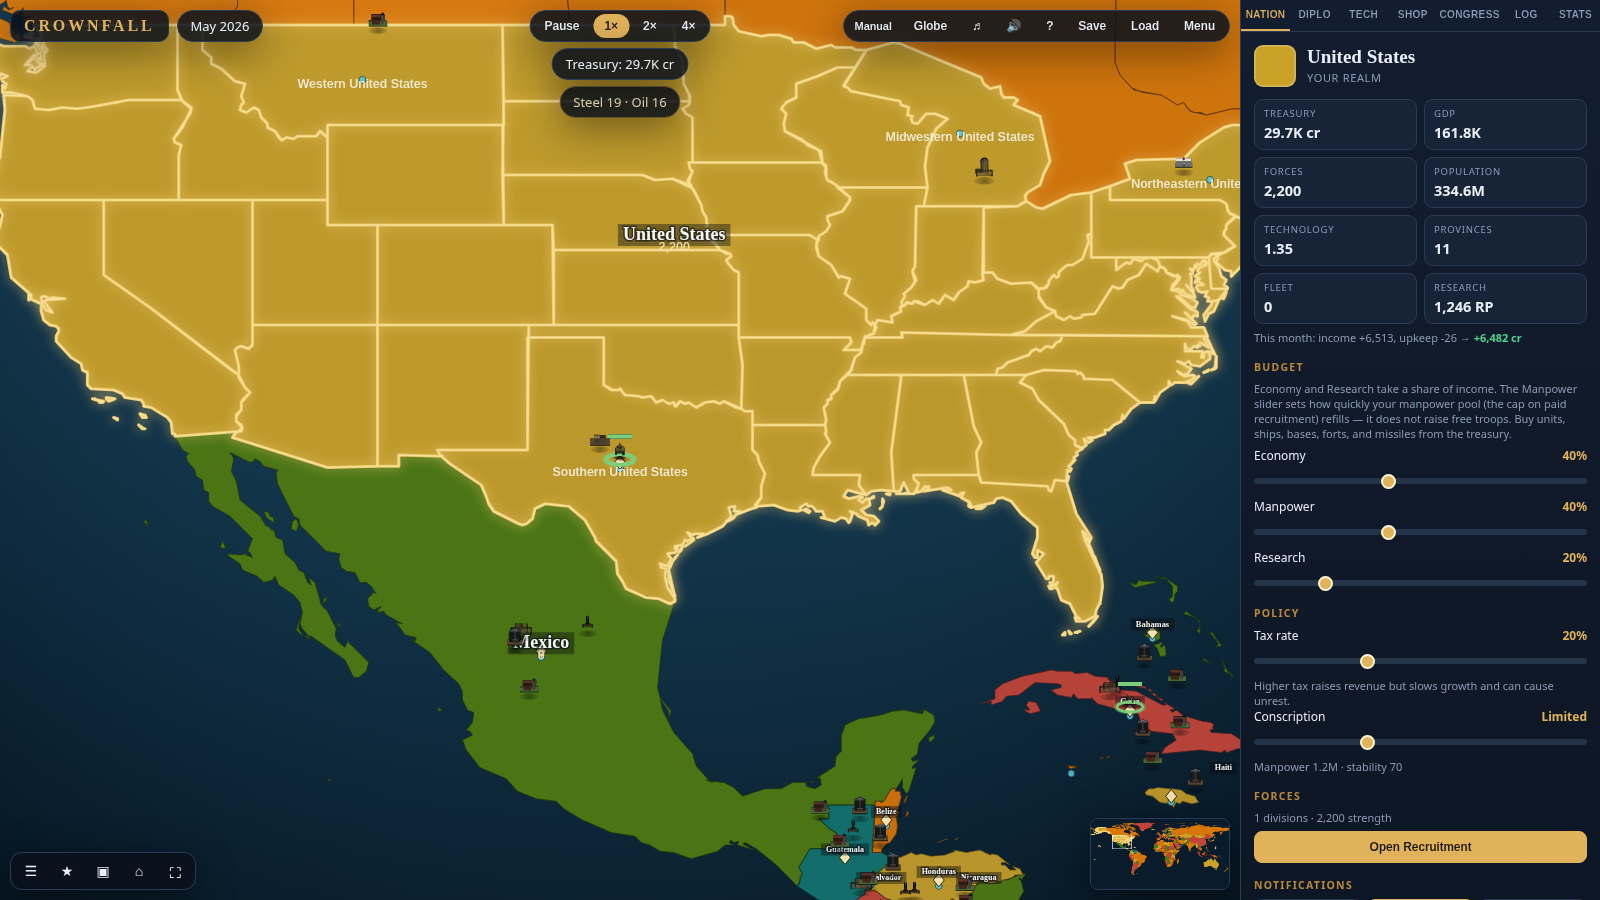 CROWNFALL
May 2026
Pause 1× 2× 4×
Treasury: 29.7K cr
Steel 19 · Oil 16
Manual Globe ? Save Load Menu
Western United States
Midwestern United States
Northeastern Unite
United States
2,200
Southern United States
Mexico
Bahamas
Haiti
Belize
Guatemala
alvador
Honduras
Nicaragua
NATION DIPLO TECH SHOP CONGRESS LOG STATS
United States
YOUR REALM
TREASURY
29.7K cr
GDP
161.8K
FORCES
2,200
POPULATION
334.6M
TECHNOLOGY
1.35
PROVINCES
11
FLEET
0
RESEARCH
1,246 RP
This month: income +6,513, upkeep -26 → +6,482 cr
BUDGET
Economy and Research take a share of income. The Manpower
slider sets how quickly your manpower pool (the cap on paid
recruitment) refills — it does not raise free troops. Buy units,
ships, bases, forts, and missiles from the treasury.
Economy 40%
Manpower 40%
Research 20%
POLICY
Tax rate 20%
Higher tax raises revenue but slows growth and can cause
unrest.
Conscription Limited
Manpower 1.2M · stability 70
FORCES
1 divisions · 2,200 strength
Open Recruitment
NOTIFICATIONS